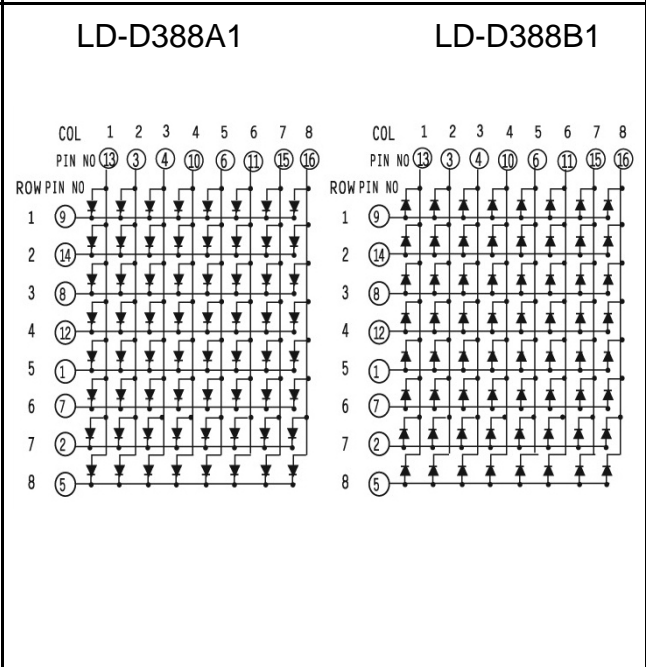 LD-D388A1 LD-D388B1
COL 1 2 3 4 5 6 7 8 COL 1 2 3 4 5 6 7 8
PIN NO 13 3 4 10 6 11 15 16 PIN NO 13 3 4 10 6 11 15 16
ROW PIN NO ROW PIN NO
1 9 1 9
2 14 2 14
3 8 3 8
4 12 4 12
5 1 5 1
6 7 6 7
7 2 7 2
8 5 8 5